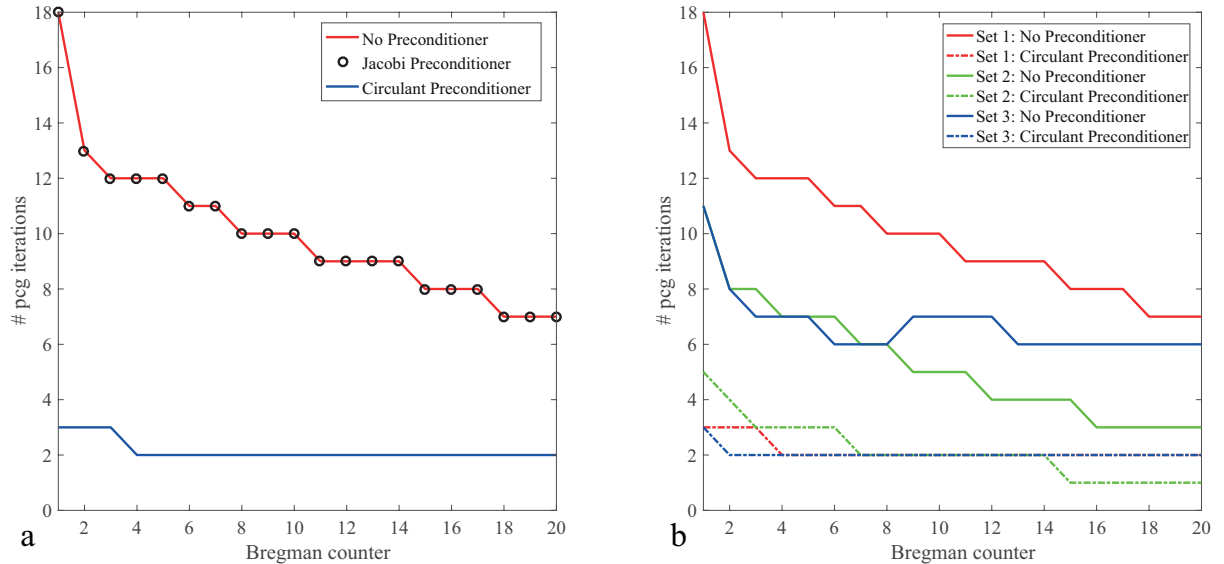 18
16
14
12
10
8
6
4
2
0
# pcg iterations
No Preconditioner
Jacobi Preconditioner
Circulant Preconditioner
2 4 6 8 10 12 14 16 18 20
Bregman counter
a
18
16
14
12
10
8
6
4
2
0
# pcg iterations
Set 1: No Preconditioner
Set 1: Circulant Preconditioner
Set 2: No Preconditioner
Set 2: Circulant Preconditioner
Set 3: No Preconditioner
Set 3: Circulant Preconditioner
2 4 6 8 10 12 14 16 18 20
Bregman counter
b